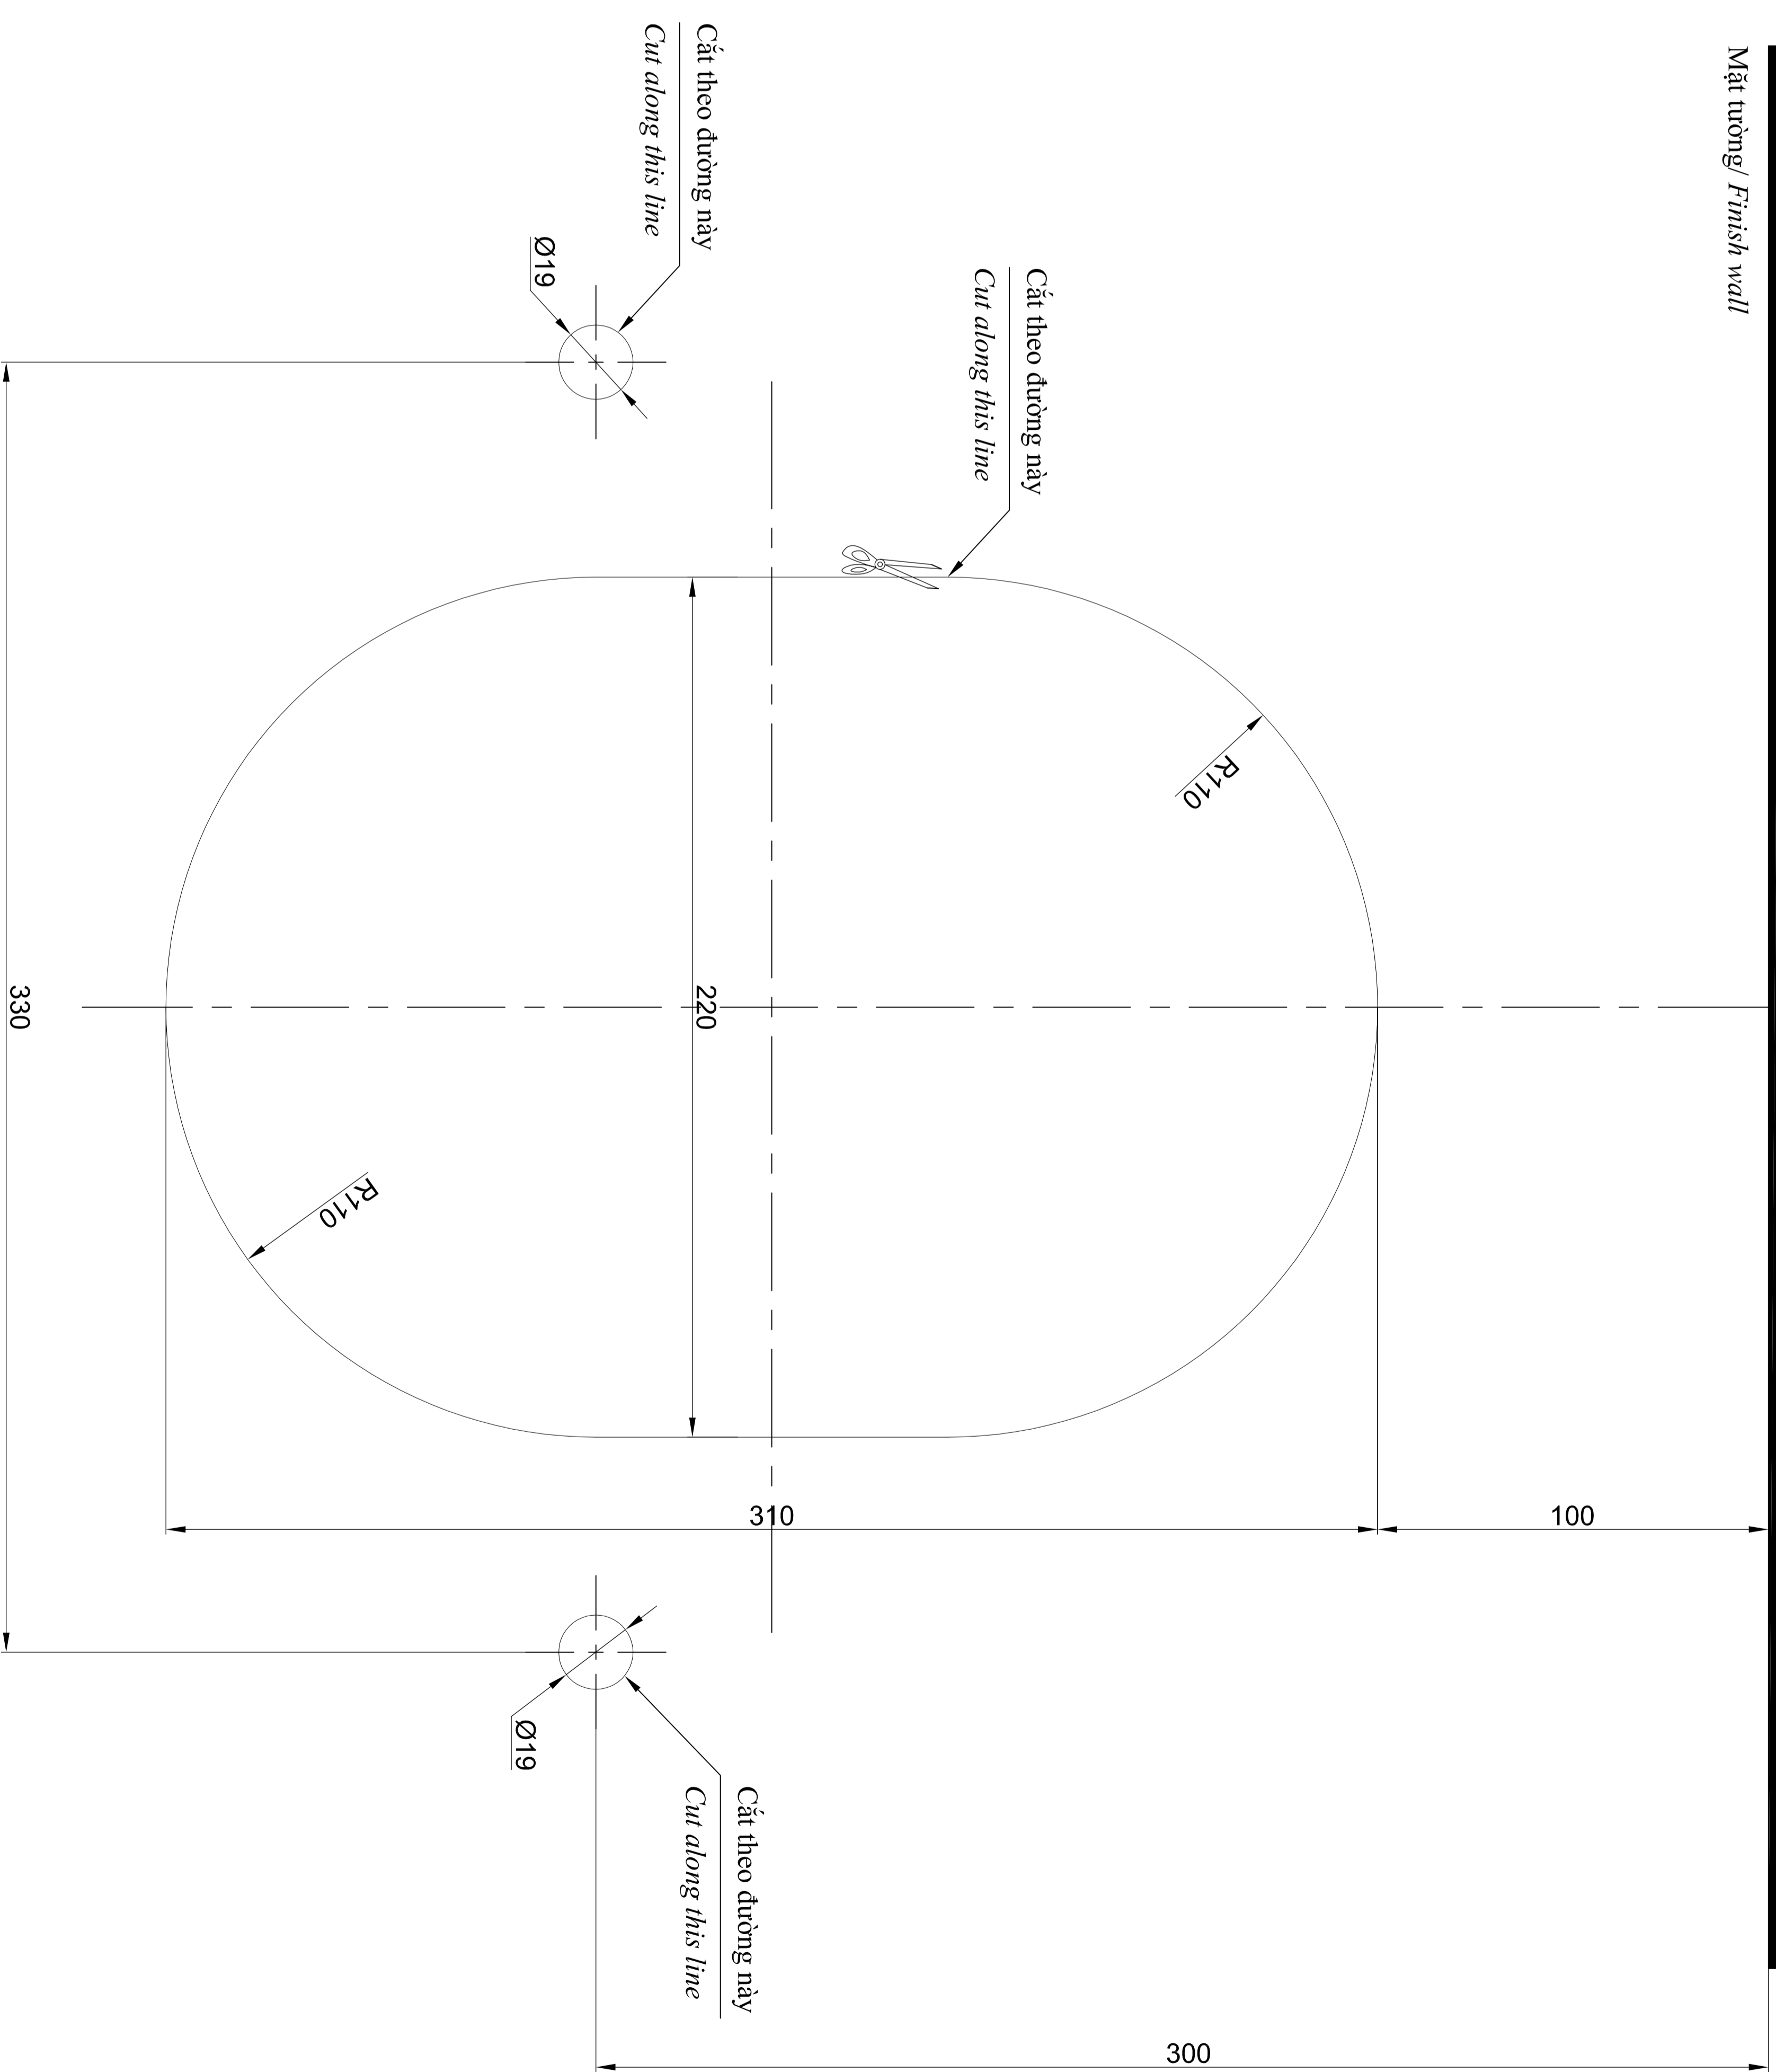 Mặt tường/ Finish wall
Cắt theo đường này
Cut along this line
R110
Cắt theo đường này
Cut along this line
Ø19
220
310
100
R110
Cắt theo đường này
Cut along this line
Ø19
300
330